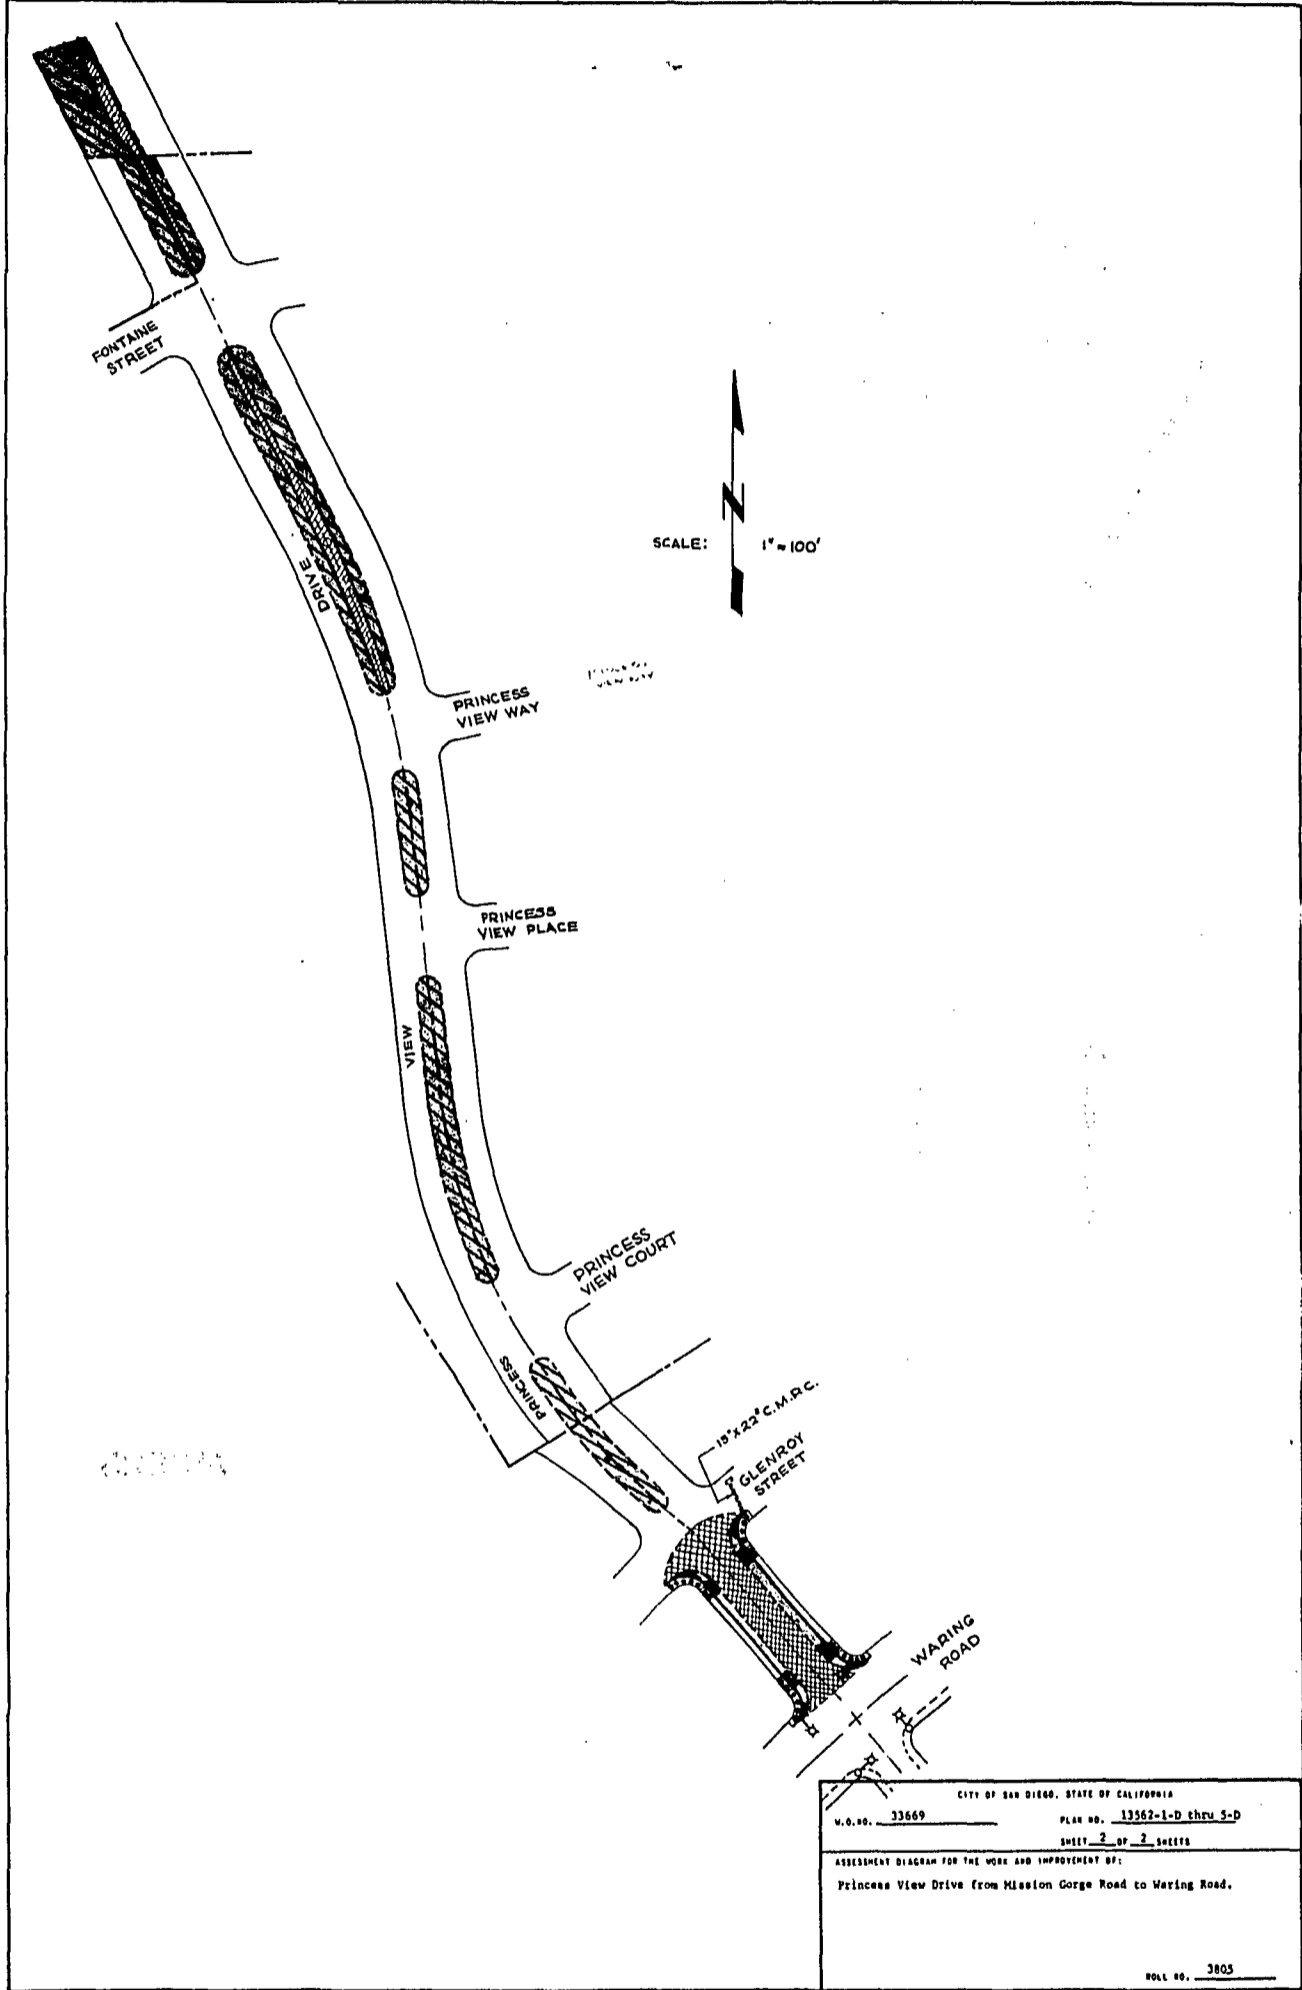 FONTAINE
STREET
DRIVE
N
SCALE: 1" = 100'
PRINCESS
VIEW WAY
PRINCESS
VIEW PLACE
VIEW
PRINCESS
VIEW COURT
PRINCESS
GLENROY
STREET
WARING
ROAD
CITY OF SAN DIEGO, STATE OF CALIFORNIA
W.O.NO. 33669
PLAN NO. 13562-1-D thru 5-D
SHEET 2 OF 2 SHEETS
ASSESSMENT DIAGRAM FOR THE WORK AND IMPROVEMENT OF:
Princess View Drive from Mission Gorge Road to Waring Road.
ROLL NO. 3805